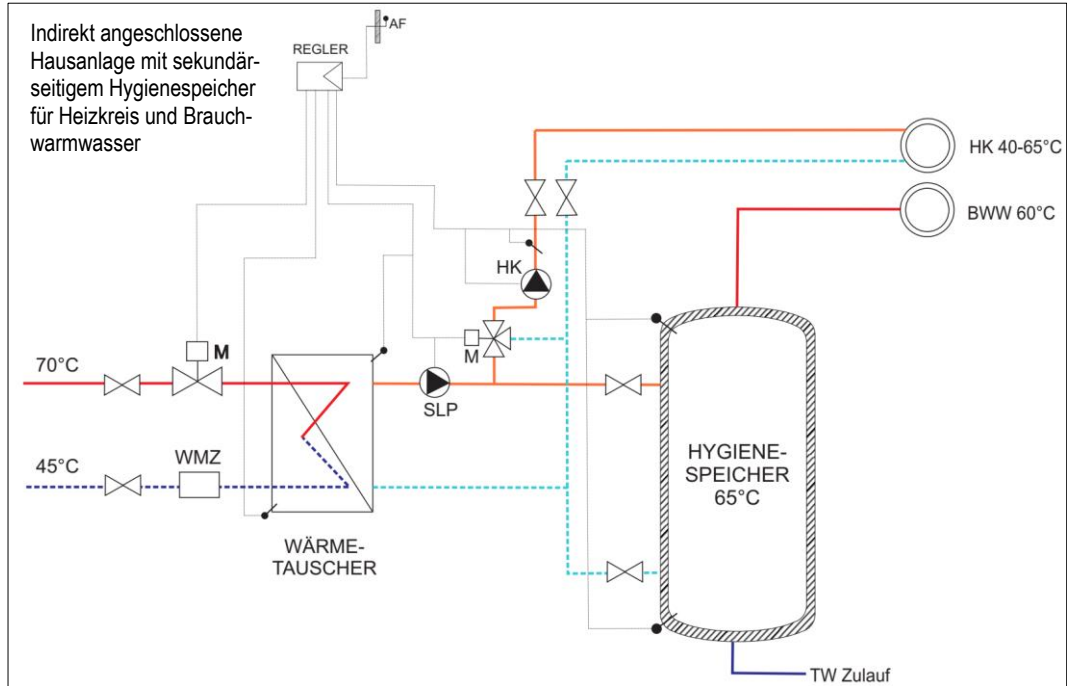 Indirekt angeschlossene
Hausanlage mit sekundär-
seitigem Hygienespeicher
für Heizkreis und Brauch-
warmwasser
AF
REGLER
HK 40-65°C
BWW 60°C
HK
M
M
70°C
SLP
45°C
WMZ
HYGIENE-
SPEICHER
65°C
WÄRME-
TAUSCHER
TW Zulauf